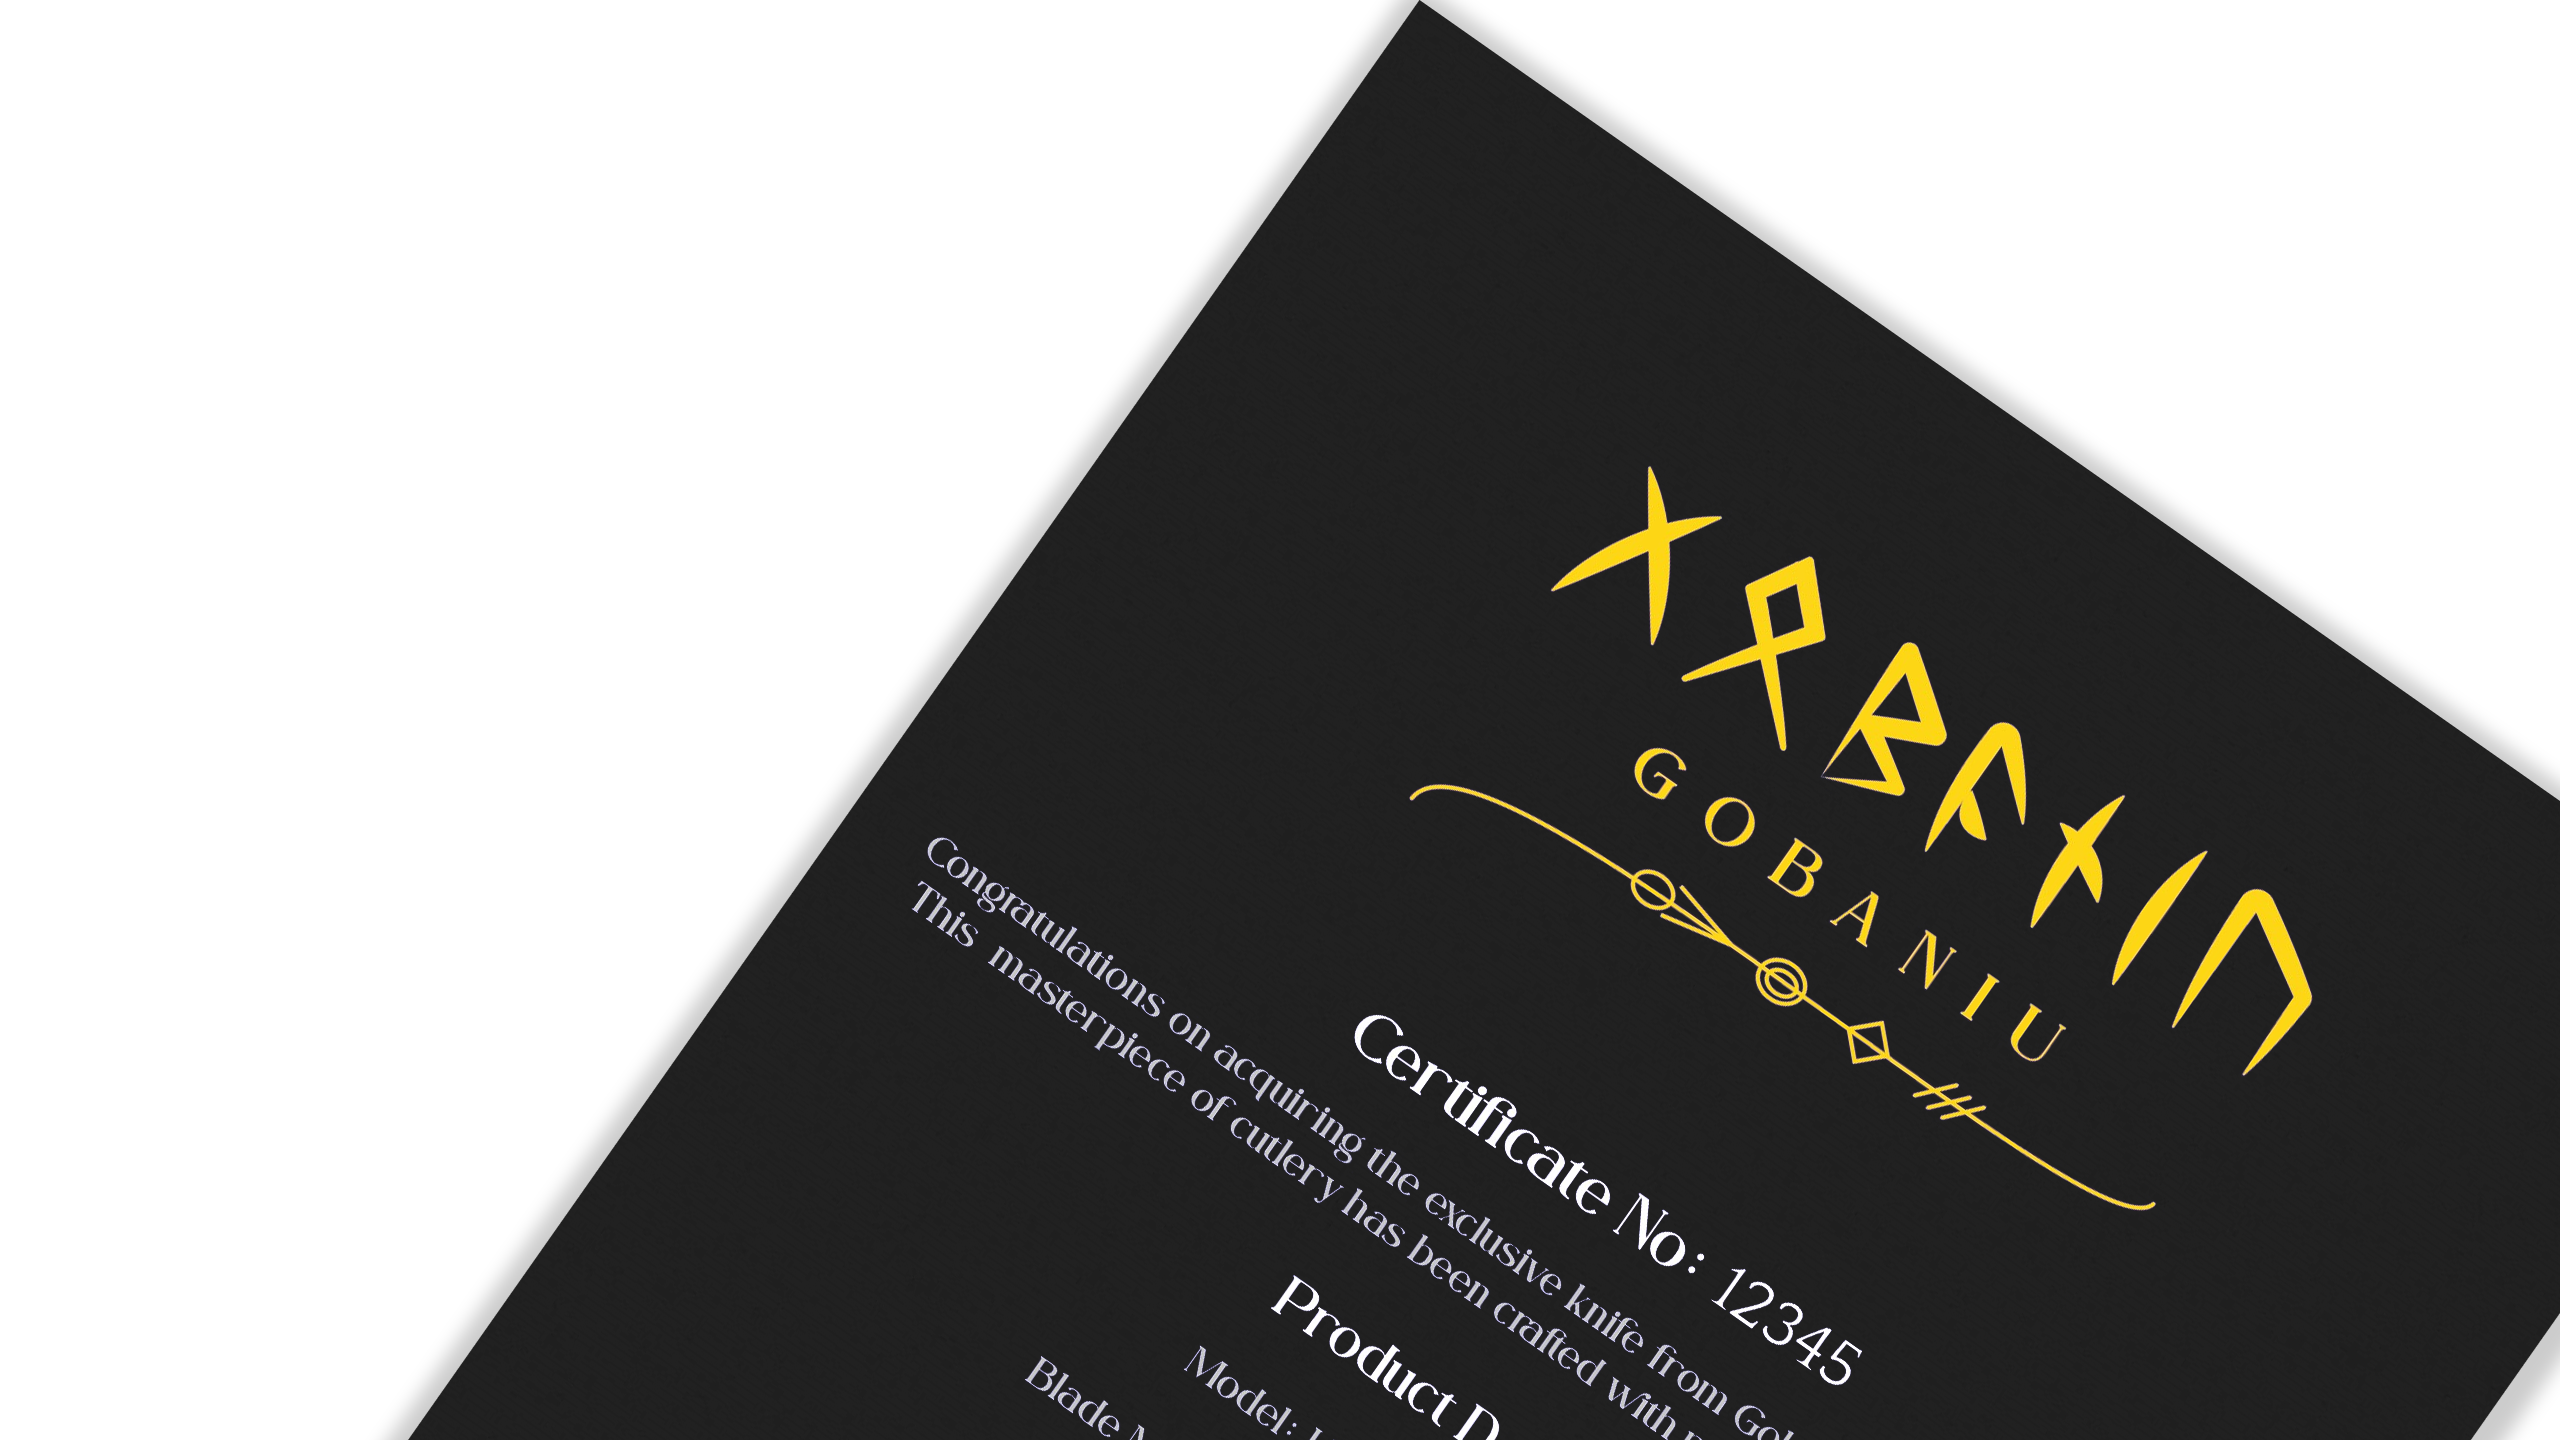 ᚷᛟᛒᚨᚾᛁᚢ
GOBANIU
Certificate No: 12345
Congratulations on acquiring the exclusive knife from
This masterpiece of cutlery has been crafted with
Product
Model:
Blade